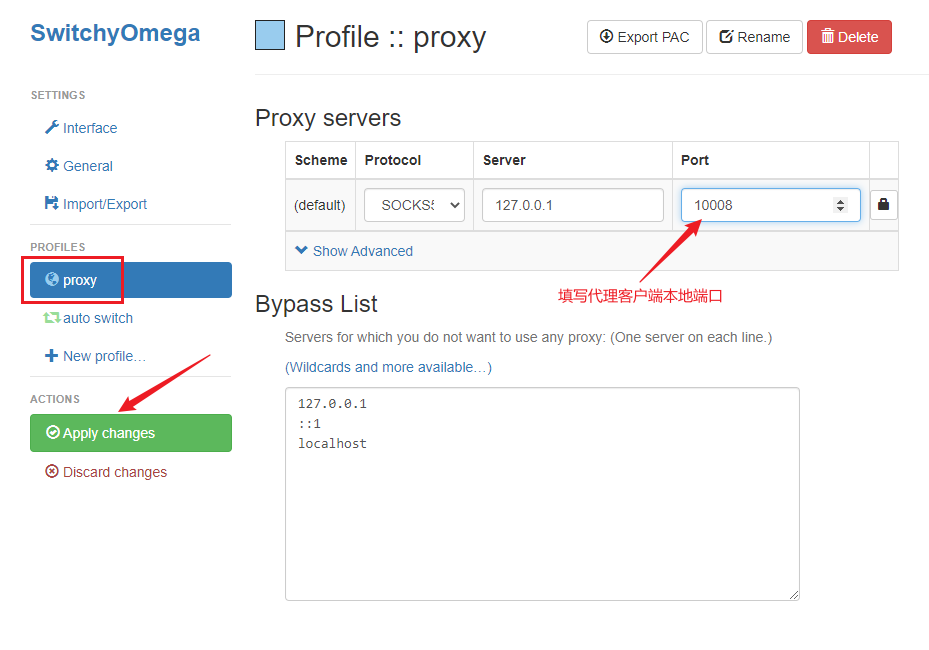 SwitchyOmega
Profile :: proxy
Export PAC
Rename
Delete
SETTINGS
Interface
General
Import/Export
PROFILES
proxy
auto switch
New profile…
ACTIONS
Apply changes
Discard changes
Proxy servers
Scheme Protocol Server Port
(default) SOCKS5 127.0.0.1 10008
Show Advanced
填写代理客户端本地端口
Bypass List
Servers for which you do not want to use any proxy: (One server on each line.)
(Wildcards and more available…)
127.0.0.1
::1
localhost